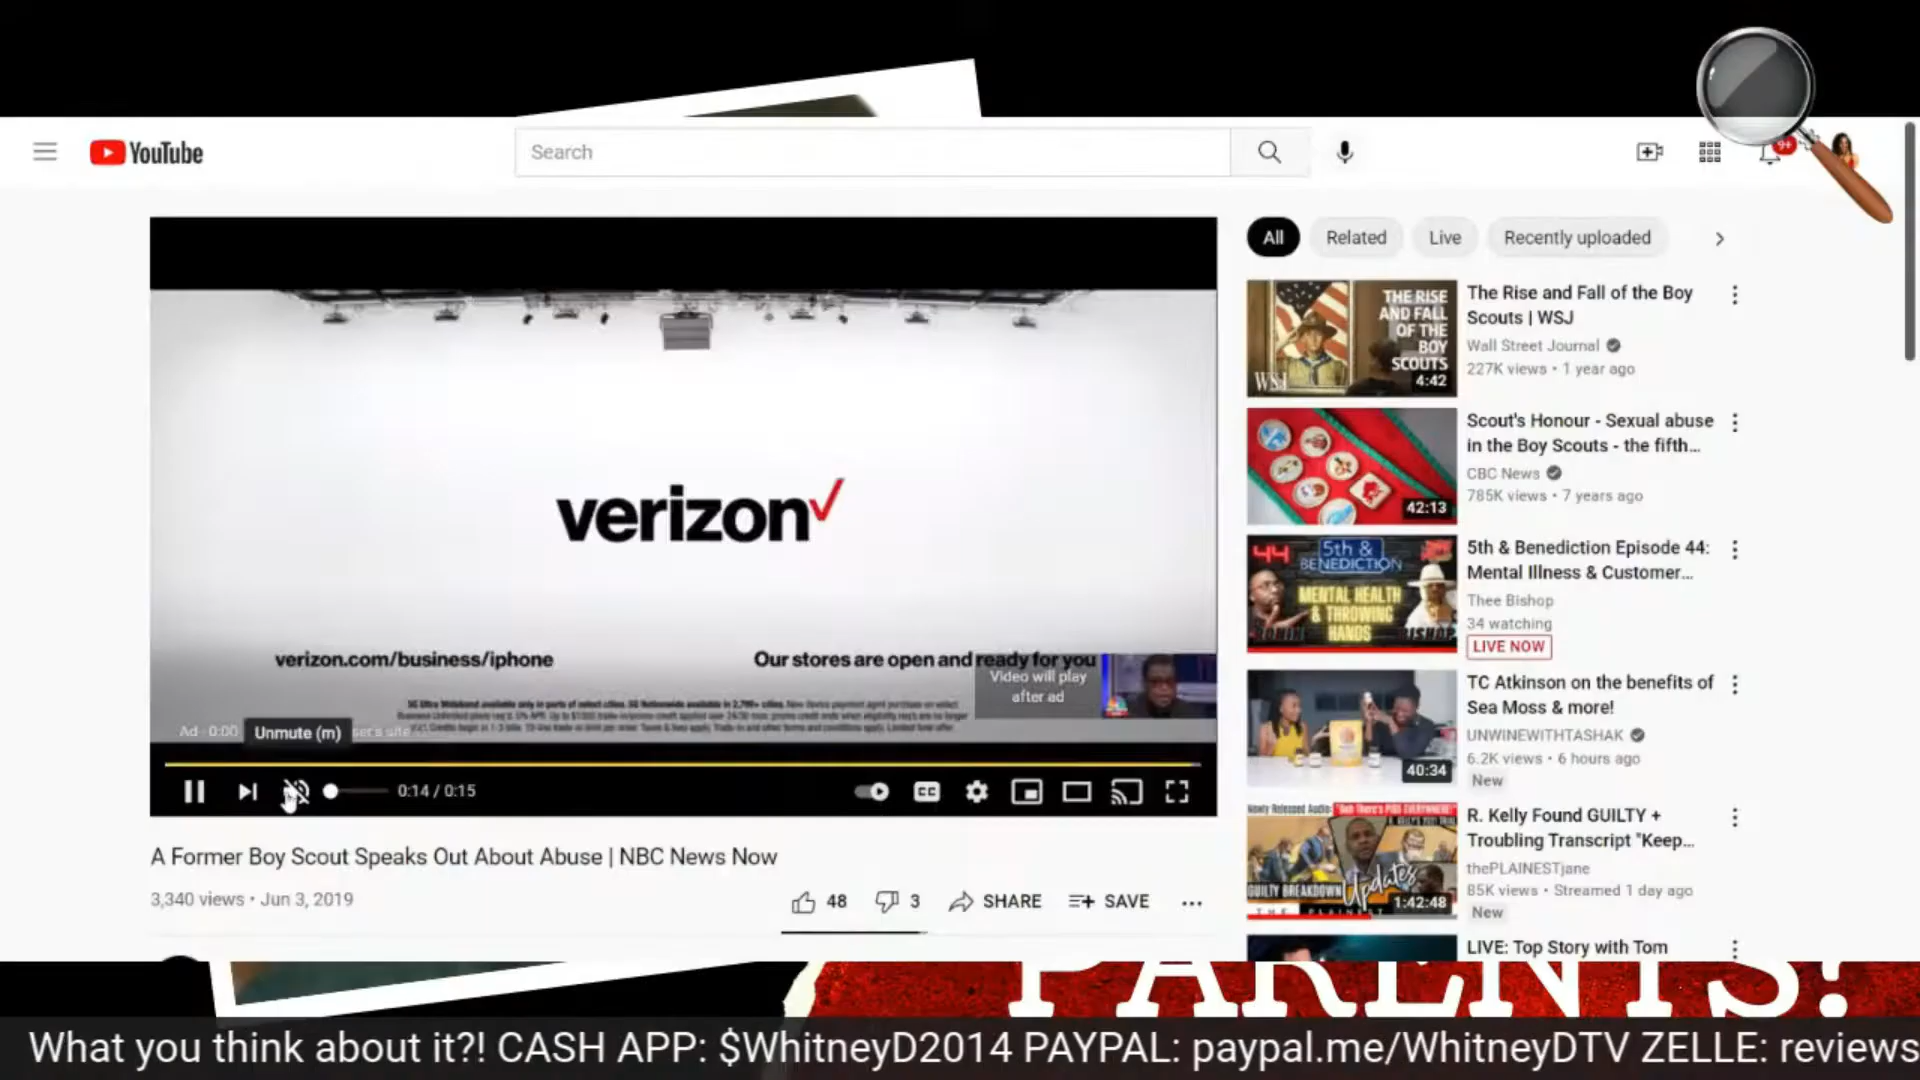 YouTube
Search
9+
All
Related
Live
Recently uploaded
verizon
verizon.com/business/iphone
Our stores are open and ready for you
Video will play
after ad
Ad · 0:00
Unmute (m)
0:14 / 0:15
A Former Boy Scout Speaks Out About Abuse | NBC News Now
3,340 views • Jun 3, 2019
48
3
SHARE
SAVE
THE RISE
AND FALL
OF THE
BOY
SCOUTS
WSJ
4:42
The Rise and Fall of the Boy
Scouts | WSJ
Wall Street Journal
227K views • 1 year ago
42:13
Scout's Honour - Sexual abuse
in the Boy Scouts - the fifth...
CBC News
785K views • 7 years ago
44
5th &
BENEDICTION
MENTAL HEALTH
& THROWING
HANDS
BISHOP
5th & Benediction Episode 44:
Mental Illness & Customer...
Thee Bishop
34 watching
LIVE NOW
40:34
TC Atkinson on the benefits of
Sea Moss & more!
UNWINEWITHTASHAK
6.2K views • 6 hours ago
New
GUILTY BREAKDOWN
Updates
1:42:48
R. Kelly Found GUILTY +
Troubling Transcript "Keep...
thePLAINESTjane
85K views • Streamed 1 day ago
New
LIVE: Top Story with Tom
PARENTS!
What you think about it?! CASH APP: $WhitneyD2014 PAYPAL: paypal.me/WhitneyDTV ZELLE: reviews